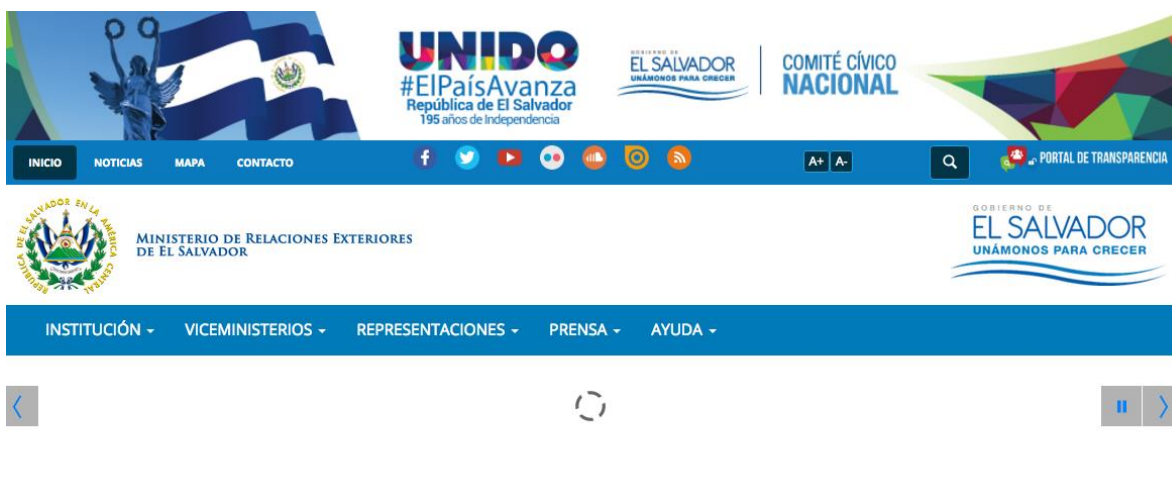 UNIDO
#ElPaísAvanza
República de El Salvador
195 años de Independencia
GOBIERNO DE
EL SALVADOR
UNÁMONOS PARA CRECER
COMITÉ CÍVICO
NACIONAL
INICIO NOTICIAS MAPA CONTACTO A+ A- PORTAL DE TRANSPARENCIA
REPÚBLICA DE EL SALVADOR EN LA AMÉRICA CENTRAL
MINISTERIO DE RELACIONES EXTERIORES
DE EL SALVADOR
GOBIERNO DE
EL SALVADOR
UNÁMONOS PARA CRECER
INSTITUCIÓN VICEMINISTERIOS REPRESENTACIONES PRENSA AYUDA